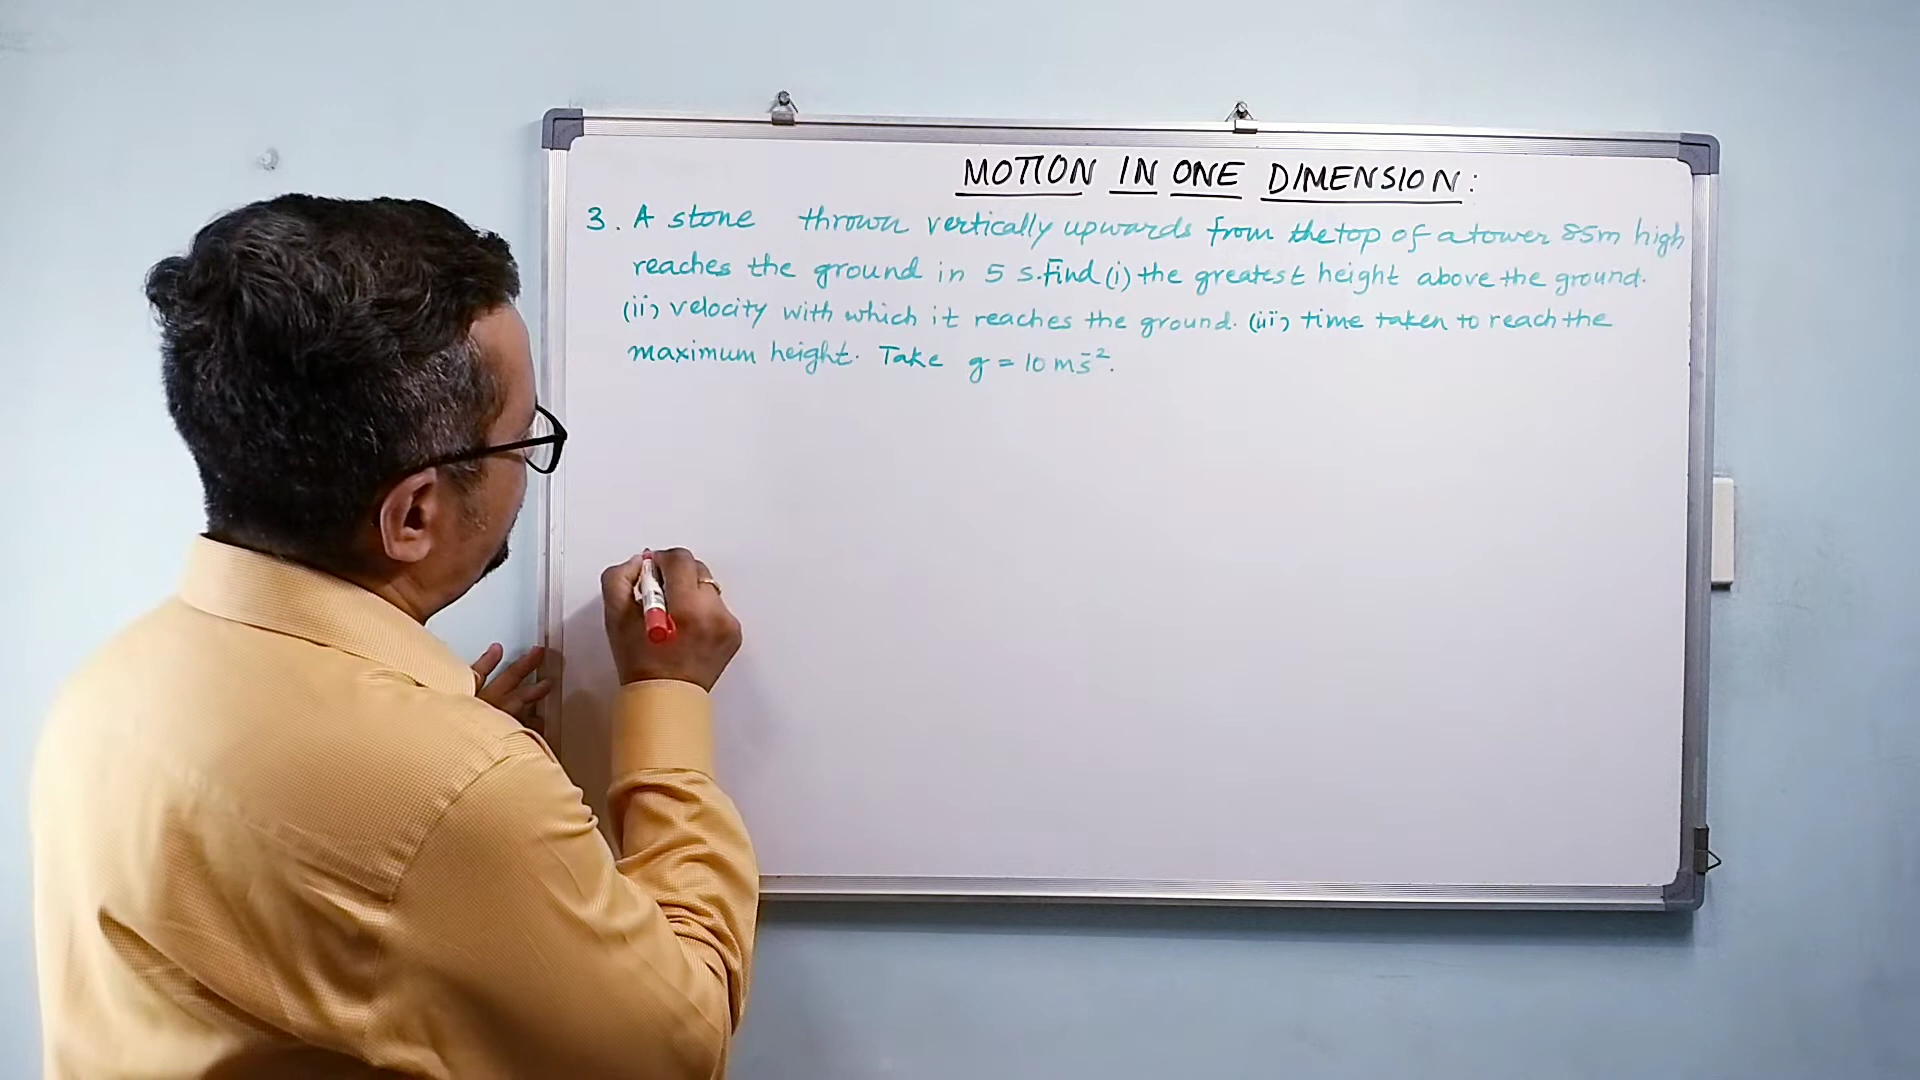 MOTION IN ONE DIMENSION:
3. A stone thrown vertically upwards from the top of a tower 85m high
reaches the ground in 5 s. Find (i) the greatest height above the ground.
(ii) velocity with which it reaches the ground. (iii) time taken to reach the
maximum height. Take g = 10 ms⁻².